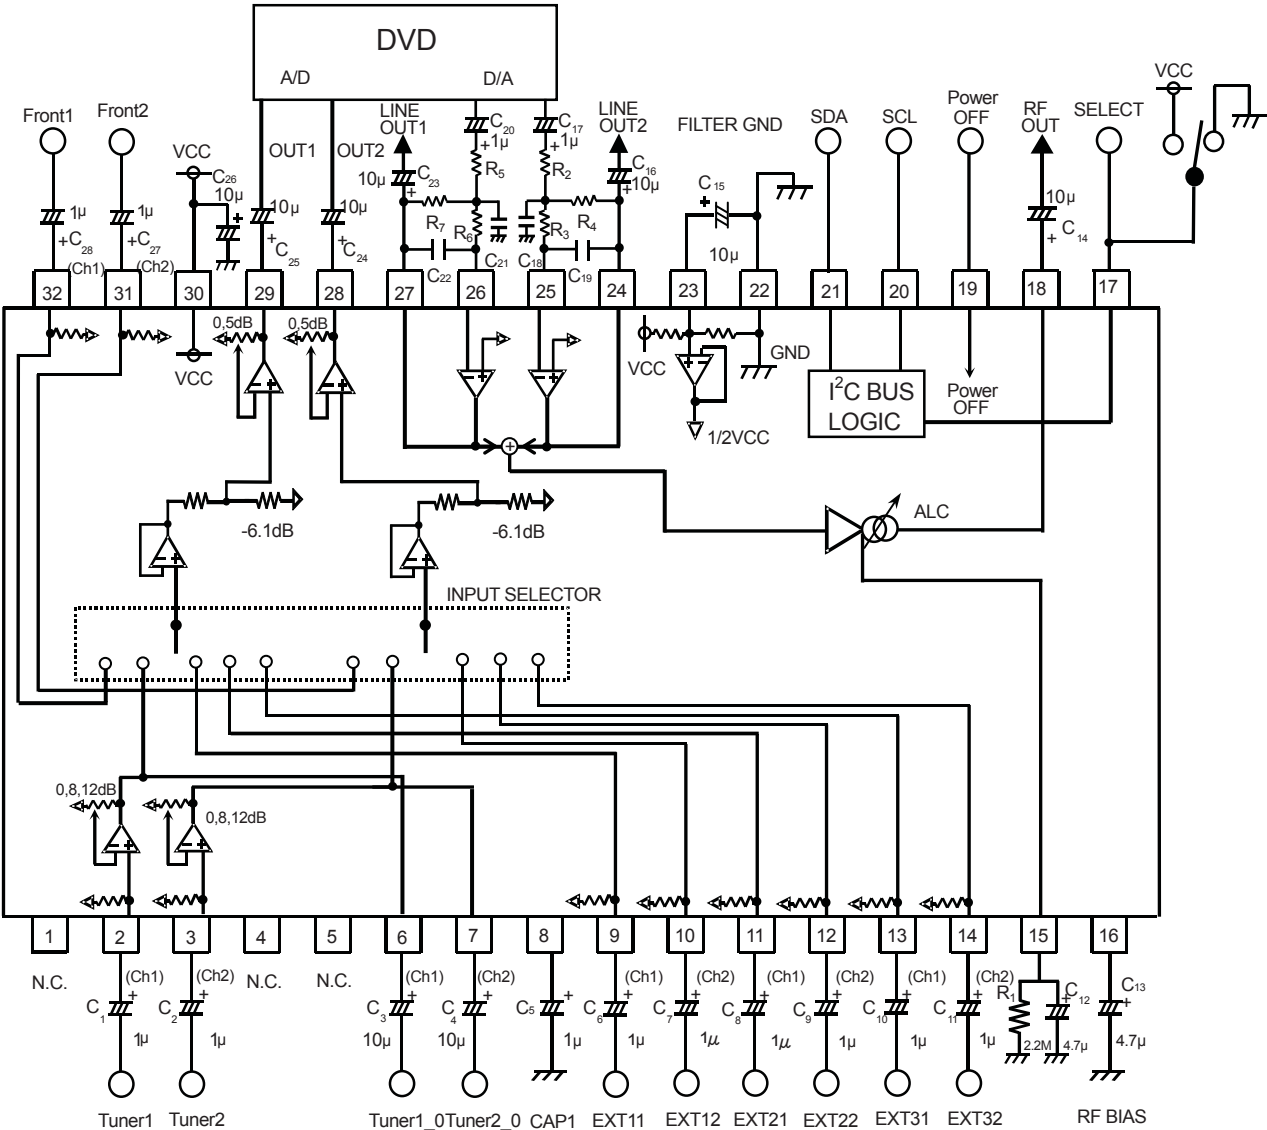 DVD
A/D D/A
Front1 Front2 VCC OUT1 OUT2 LINE OUT1 LINE OUT2 FILTER GND SDA SCL Power OFF RF OUT SELECT VCC
C20 1µ + C17 1µ +
R5 R2
C26 10µ +
10µ C23 +
C16 10µ +
C15 + 10µ
10µ C14 +
1µ +C28 (Ch1)
1µ +C27 (Ch2)
10µ + C25
10µ + C24
R7 R6 R3 R4
C22 C21 C18 C19
32 31 30 29 28 27 26 25 24 23 22 21 20 19 18 17
0,5dB 0,5dB
VCC
- + - +
- + - +
VCC GND
- +
1/2VCC
I2C BUS
LOGIC
Power
OFF
+
-6.1dB -6.1dB
- + - +
ALC
INPUT SELECTOR
0,8,12dB
0,8,12dB
- + - +
1 2 3 4 5 6 7 8 9 10 11 12 13 14 15 16
N.C. N.C. N.C.
(Ch1) (Ch2) (Ch1) (Ch2) (Ch1) (Ch2) (Ch1) (Ch2) (Ch1) (Ch2)
C1 + C2 + C3 + C4 + C5 + C6 + C7 + C8 + C9 + C10 + C11 + R1 + C12 C13 +
1µ 1µ 10µ 10µ 1µ 1µ 1µ 1µ 1µ 1µ 1µ 2.2M 4.7µ 4.7µ
Tuner1 Tuner2 Tuner1_0 Tuner2_0 CAP1 EXT11 EXT12 EXT21 EXT22 EXT31 EXT32 RF BIAS